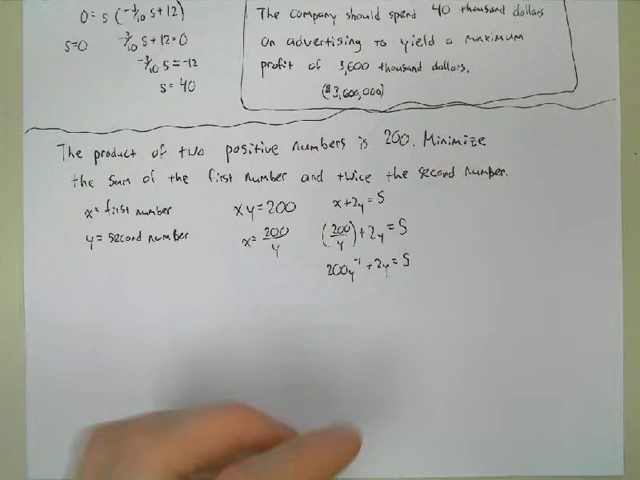 0 = s (-3/10 s + 12)
s=0 -3/10 s + 12 = 0
-3/10 s = -12
s = 40
The company should spend 40 thousand dollars
on advertising to yield a maximum
profit of 3,600 thousand dollars.
($3,600,000)
The product of two positive numbers is 200. Minimize
the sum of the first number and twice the second number.
x = first number xy = 200 x + 2y = S
y = second number x = 200/y (200/y) + 2y = S
200y⁻¹ + 2y = S